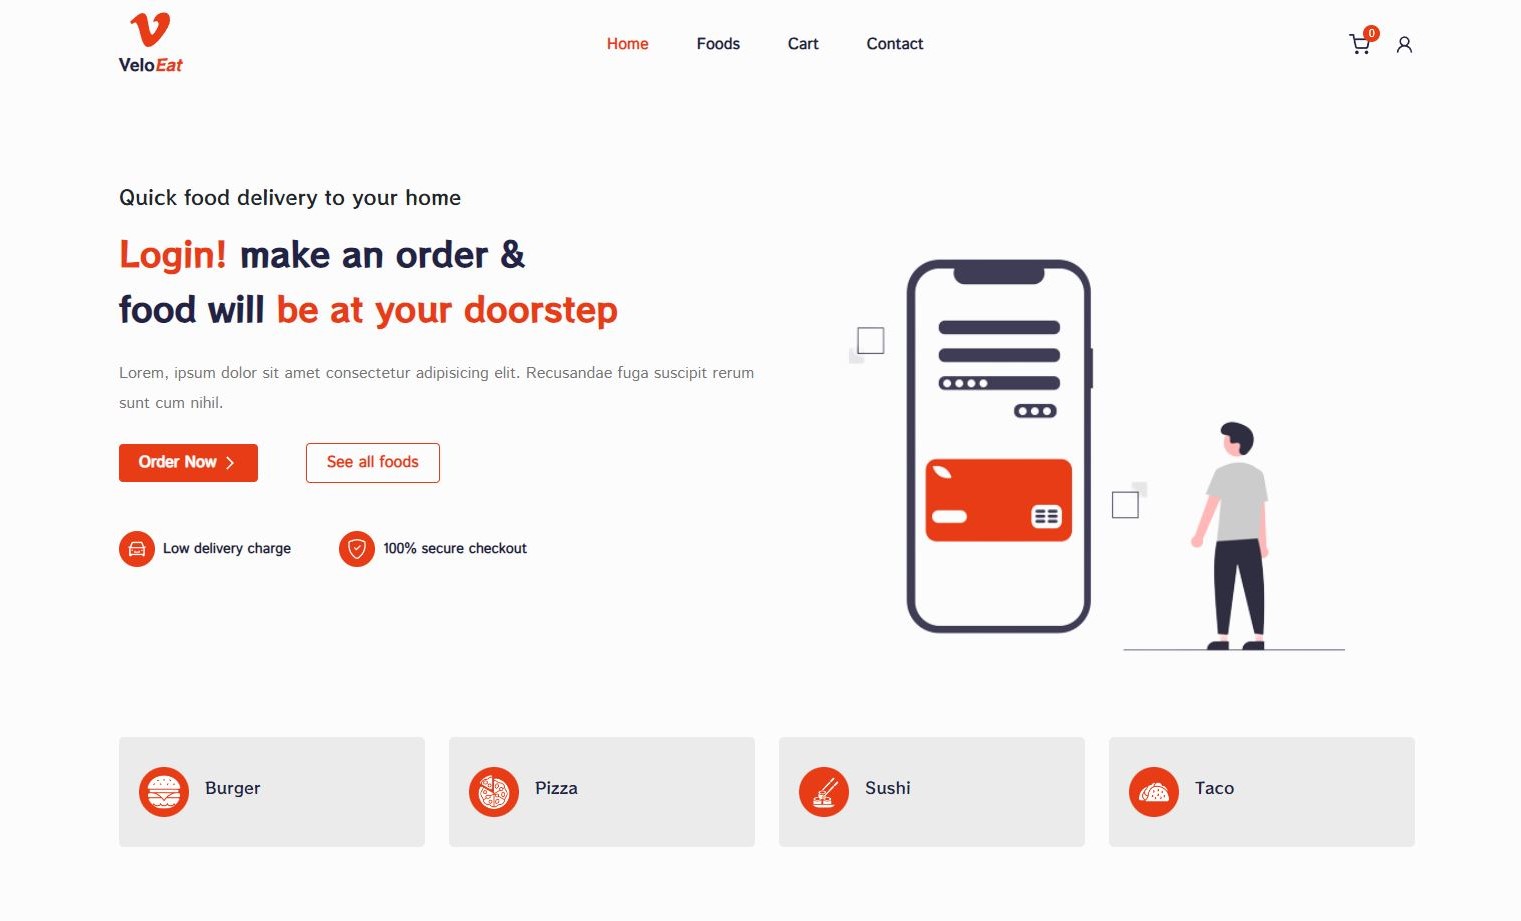 VeloEat
Home Foods Cart Contact
0
Quick food delivery to your home
Login! make an order &
food will be at your doorstep
Lorem, ipsum dolor sit amet consectetur adipisicing elit. Recusandae fuga suscipit rerum
sunt cum nihil.
Order Now
See all foods
Low delivery charge
100% secure checkout
Burger
Pizza
Sushi
Taco